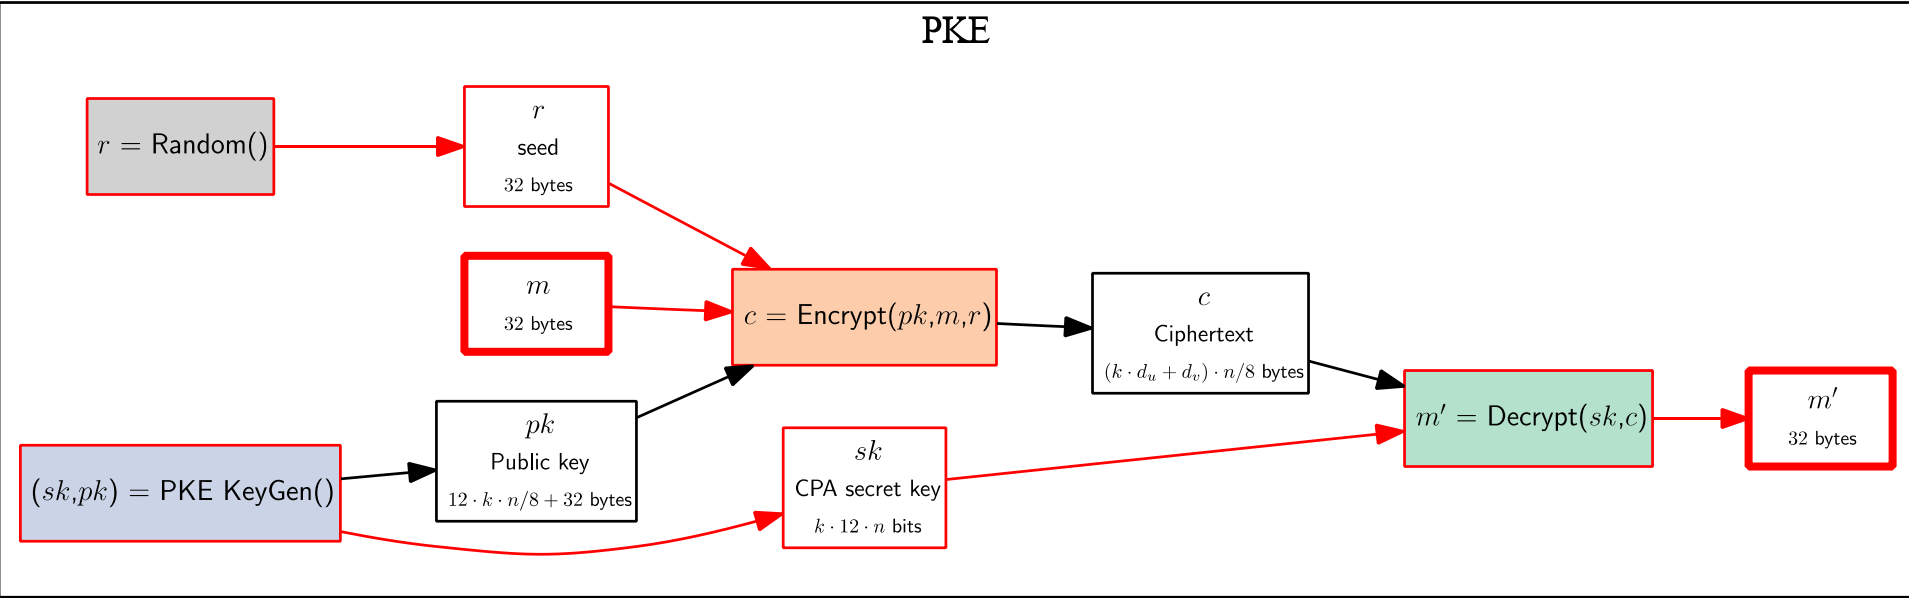 PKE
r = Random()
r
seed
32 bytes
m
32 bytes
c = Encrypt(pk,m,r)
c
Ciphertext
(k · d_u + d_v) · n/8 bytes
(sk,pk) = PKE KeyGen()
pk
Public key
12 · k · n/8 + 32 bytes
sk
CPA secret key
k · 12 · n bits
m′ = Decrypt(sk,c)
m′
32 bytes